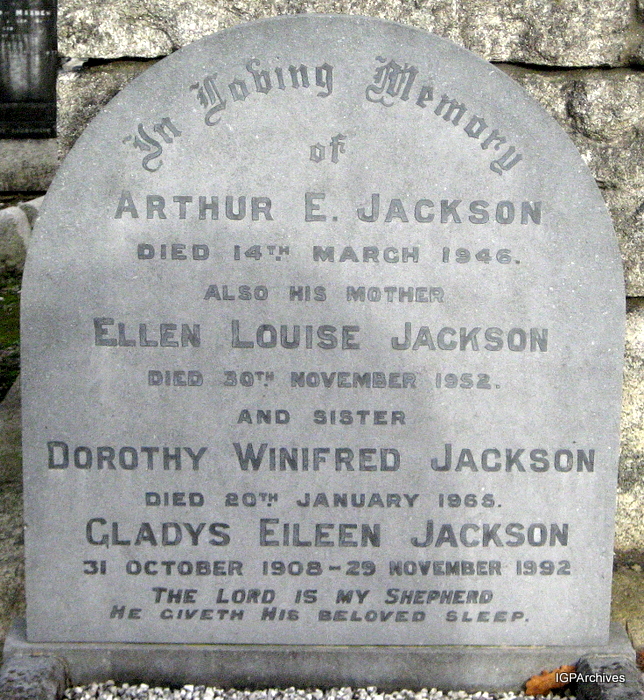 In Loving Memory
of
ARTHUR E. JACKSON
DIED 14TH MARCH 1946.
ALSO HIS MOTHER
ELLEN LOUISE JACKSON
DIED 30TH NOVEMBER 1952.
AND SISTER
DOROTHY WINIFRED JACKSON
DIED 20TH JANUARY 1965.
GLADYS EILEEN JACKSON
31 OCTOBER 1908-29 NOVEMBER 1992
THE LORD IS MY SHEPHERD
HE GIVETH HIS BELOVED SLEEP.
IGPArchives